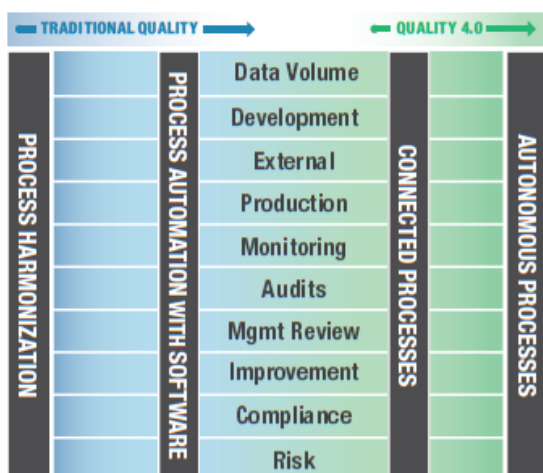 TRADITIONAL QUALITY
QUALITY 4.0
PROCESS HARMONIZATION
PROCESS AUTOMATION WITH SOFTWARE
Data Volume
Development
External
Production
Monitoring
Audits
Mgmt Review
Improvement
Compliance
Risk
CONNECTED PROCESSES
AUTONOMOUS PROCESSES